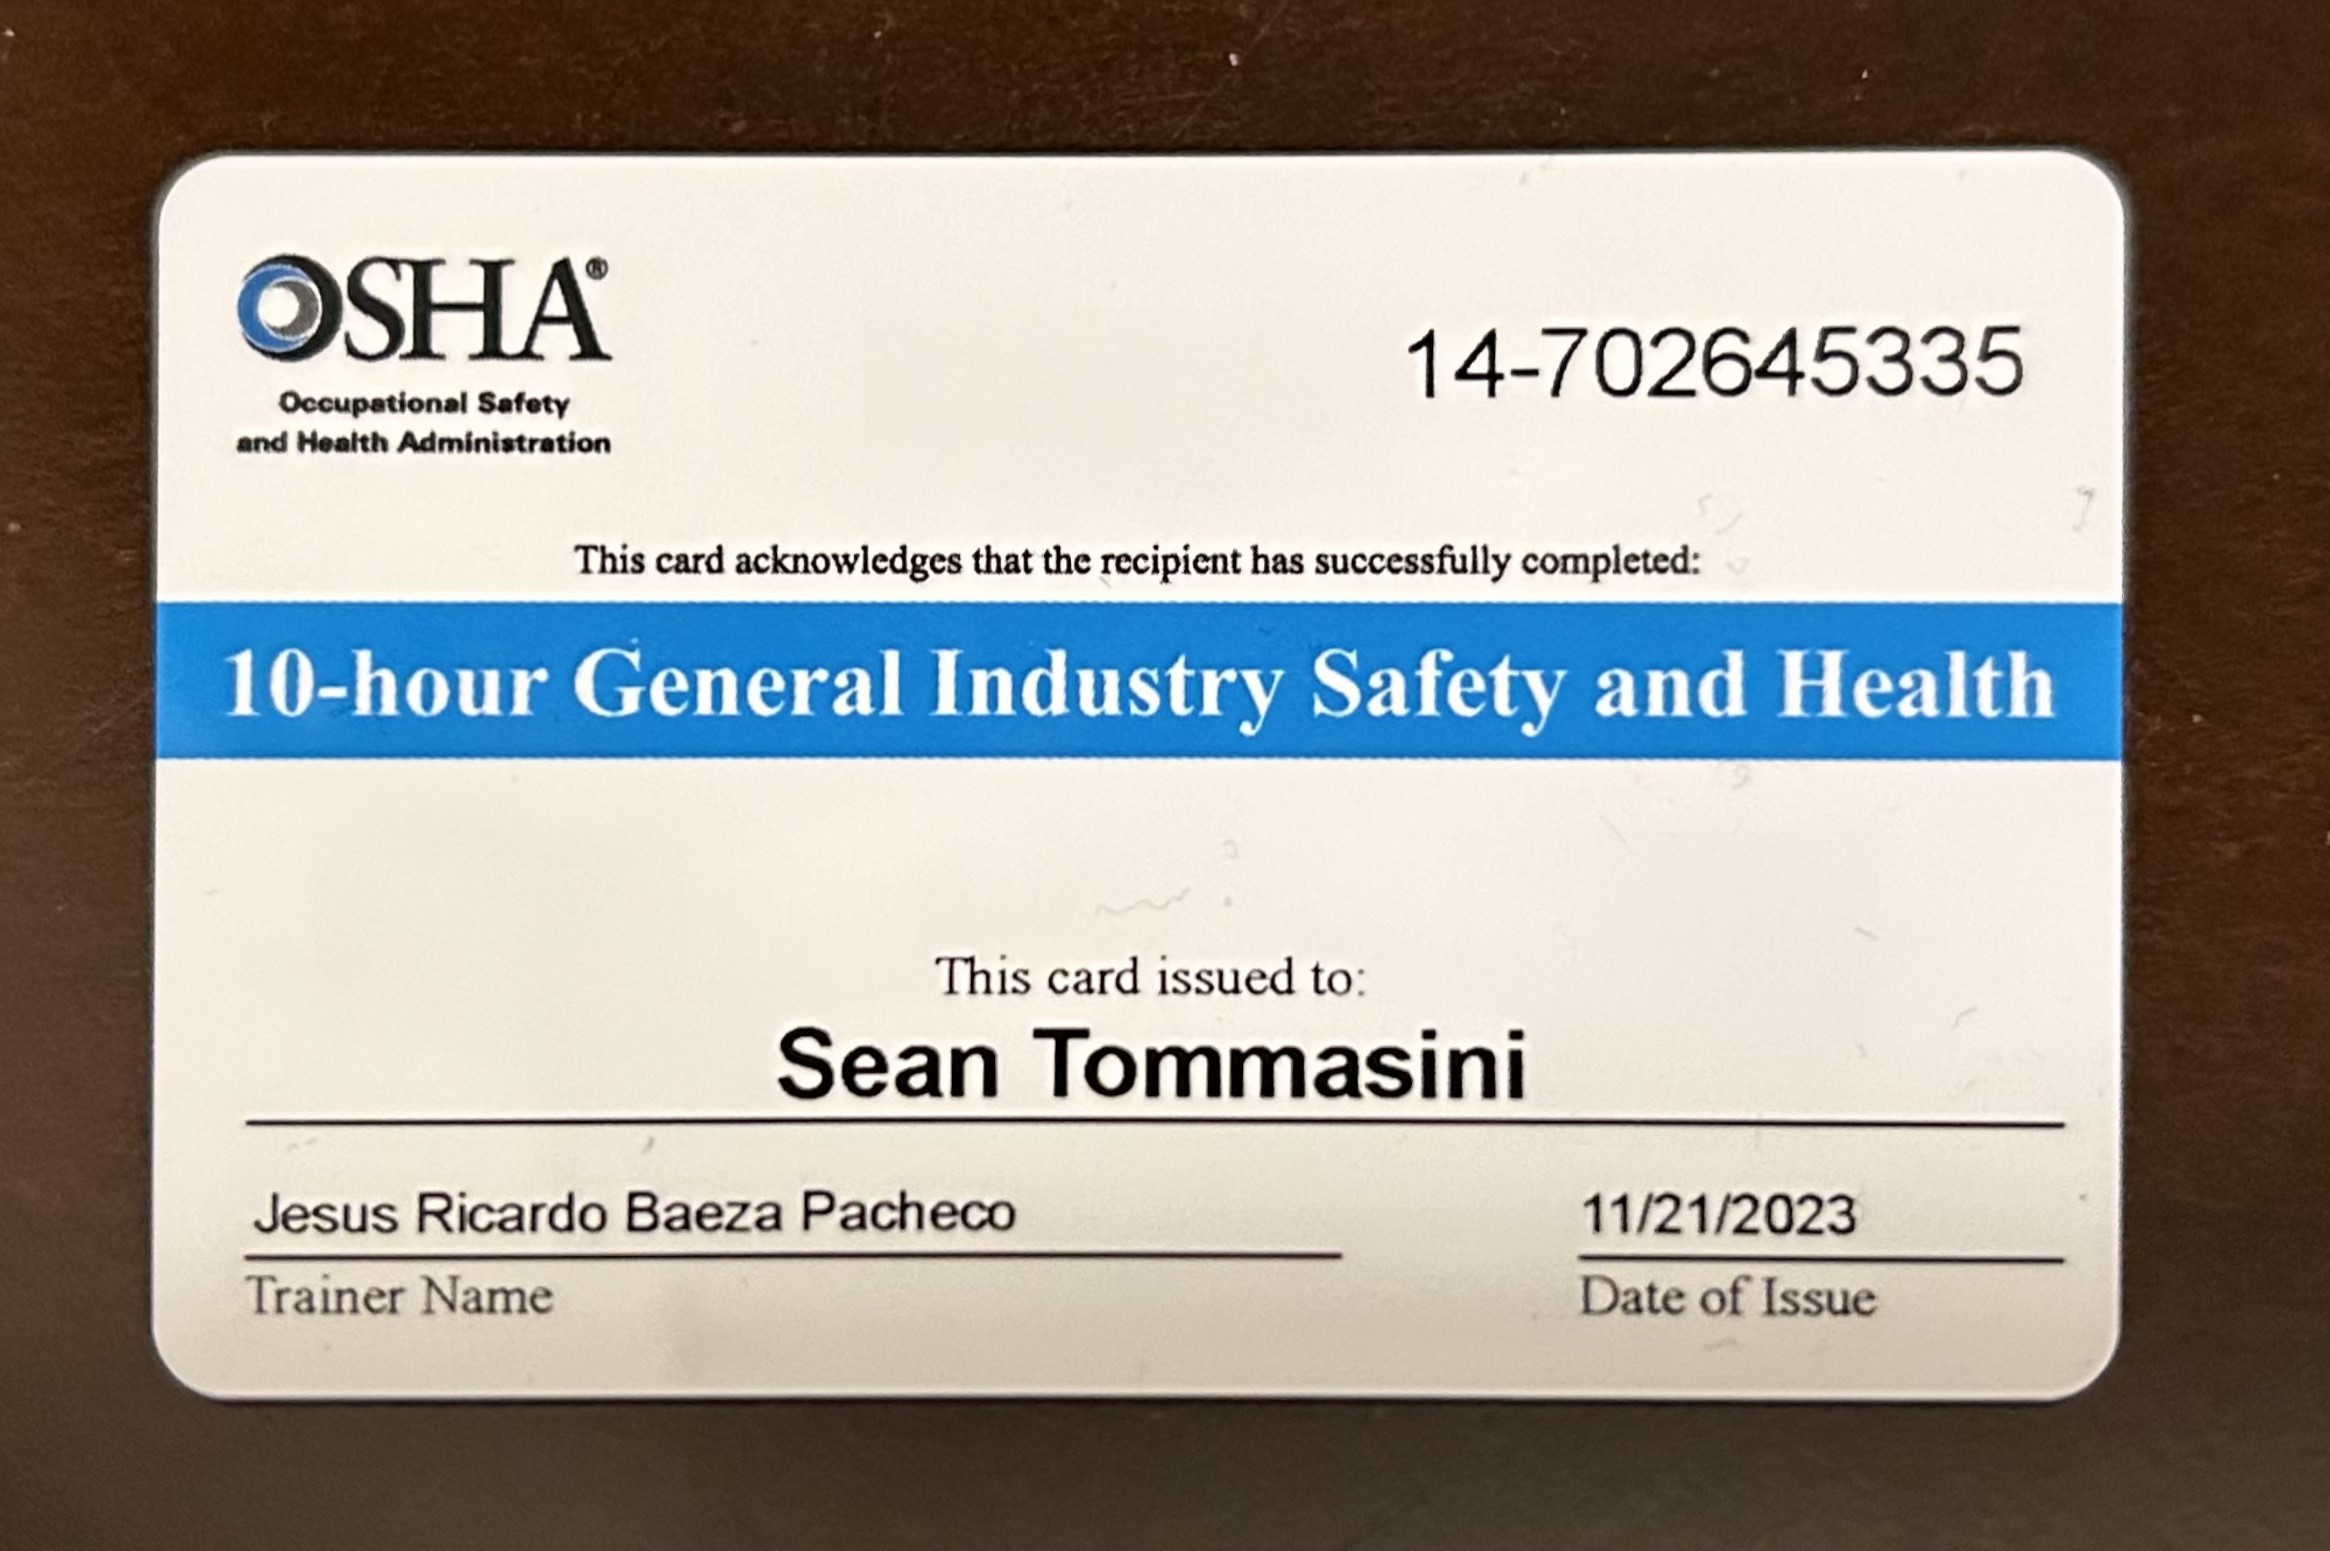 OSHA®
Occupational Safety
and Health Administration
14-702645335
This card acknowledges that the recipient has successfully completed:
10-hour General Industry Safety and Health
This card issued to:
Sean Tommasini
Jesus Ricardo Baeza Pacheco
11/21/2023
Trainer Name
Date of Issue